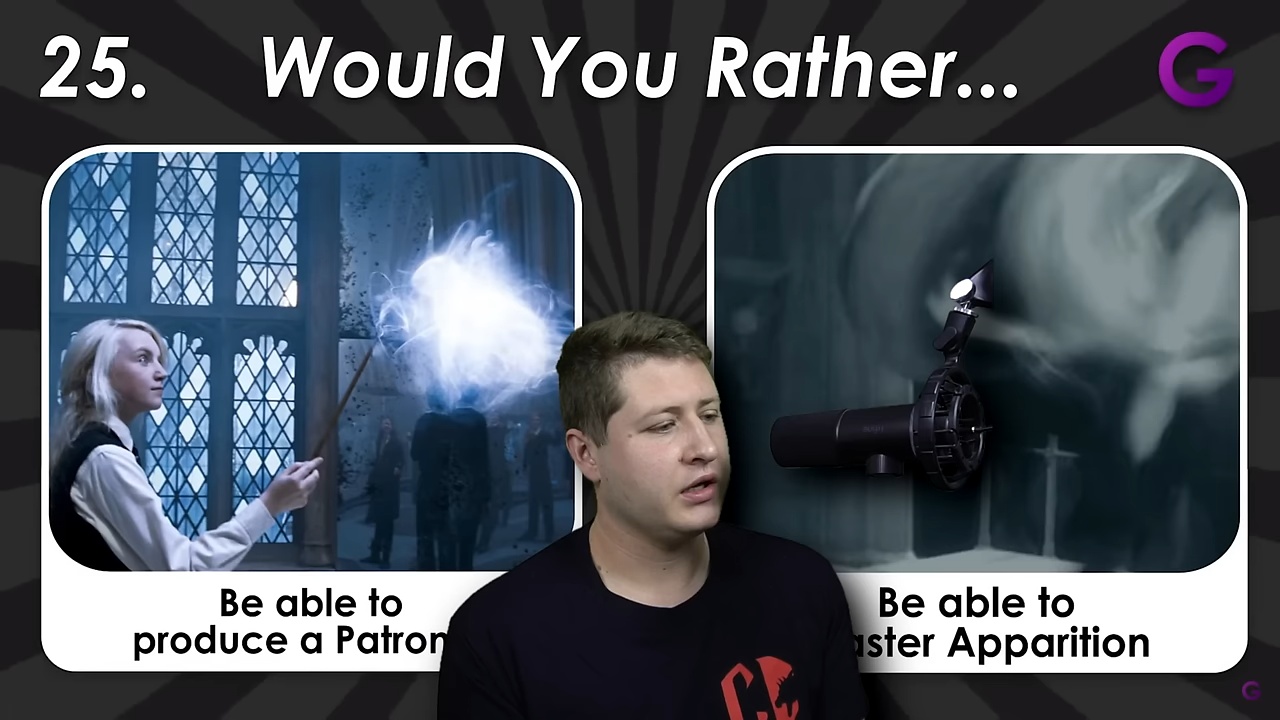 25. Would You Rather...
G
Be able to
produce a Patron
Be able to
aster Apparition
G